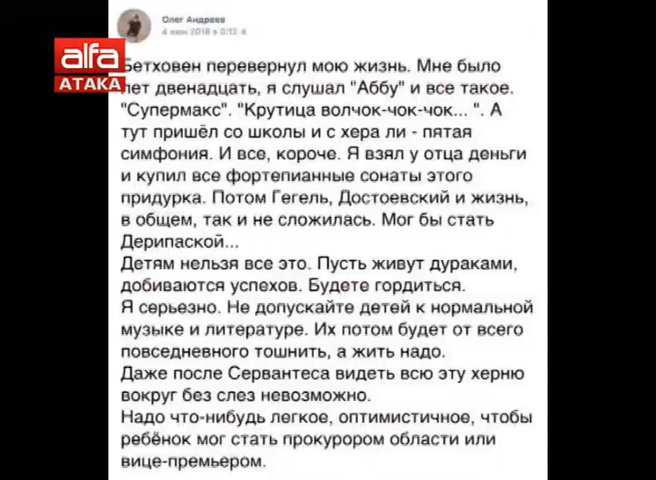 Олег Андреев
4 июн 2018 в 0:12
alfa
АТАКА
Бетховен перевернул мою жизнь. Мне было
лет двенадцать, я слушал "Аббу" и все такое.
"Супермакс". "Крутица волчок-чок-чок... ". А
тут пришёл со школы и с хера ли - пятая
симфония. И все, короче. Я взял у отца деньги
и купил все фортепианные сонаты этого
придурка. Потом Гегель, Достоевский и жизнь,
в общем, так и не сложилась. Мог бы стать
Дерипаской...
Детям нельзя все это. Пусть живут дураками,
добиваются успехов. Будете гордиться.
Я серьезно. Не допускайте детей к нормальной
музыке и литературе. Их потом будет от всего
повседневного тошнить, а жить надо.
Даже после Сервантеса видеть всю эту херню
вокруг без слез невозможно.
Надо что-нибудь легкое, оптимистичное, чтобы
ребёнок мог стать прокурором области или
вице-премьером.